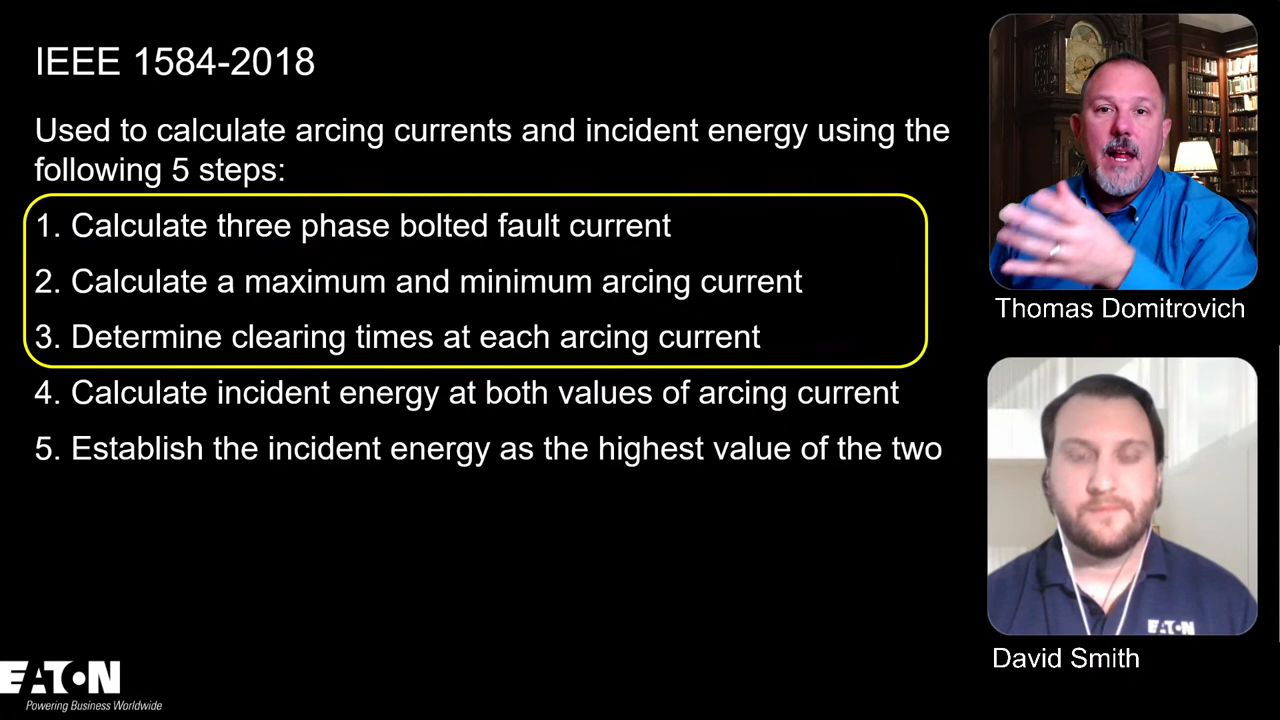 IEEE 1584-2018
Used to calculate arcing currents and incident energy using the
following 5 steps:
1. Calculate three phase bolted fault current
2. Calculate a maximum and minimum arcing current
3. Determine clearing times at each arcing current
4. Calculate incident energy at both values of arcing current
5. Establish the incident energy as the highest value of the two
Thomas Domitrovich
EATON
David Smith
EATON
Powering Business Worldwide